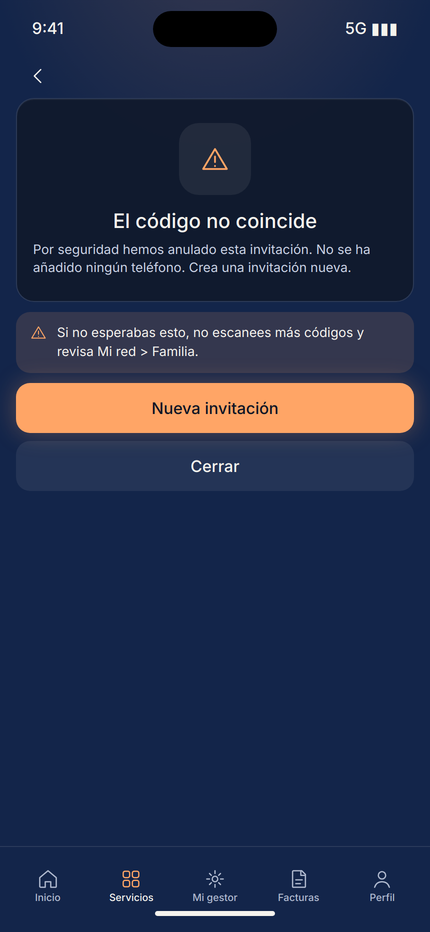 9:41
5G
El código no coincide
Por seguridad hemos anulado esta invitación. No se ha
añadido ningún teléfono. Crea una invitación nueva.
Si no esperabas esto, no escanees más códigos y
revisa Mi red > Familia.
Nueva invitación
Cerrar
Inicio
Servicios
Mi gestor
Facturas
Perfil